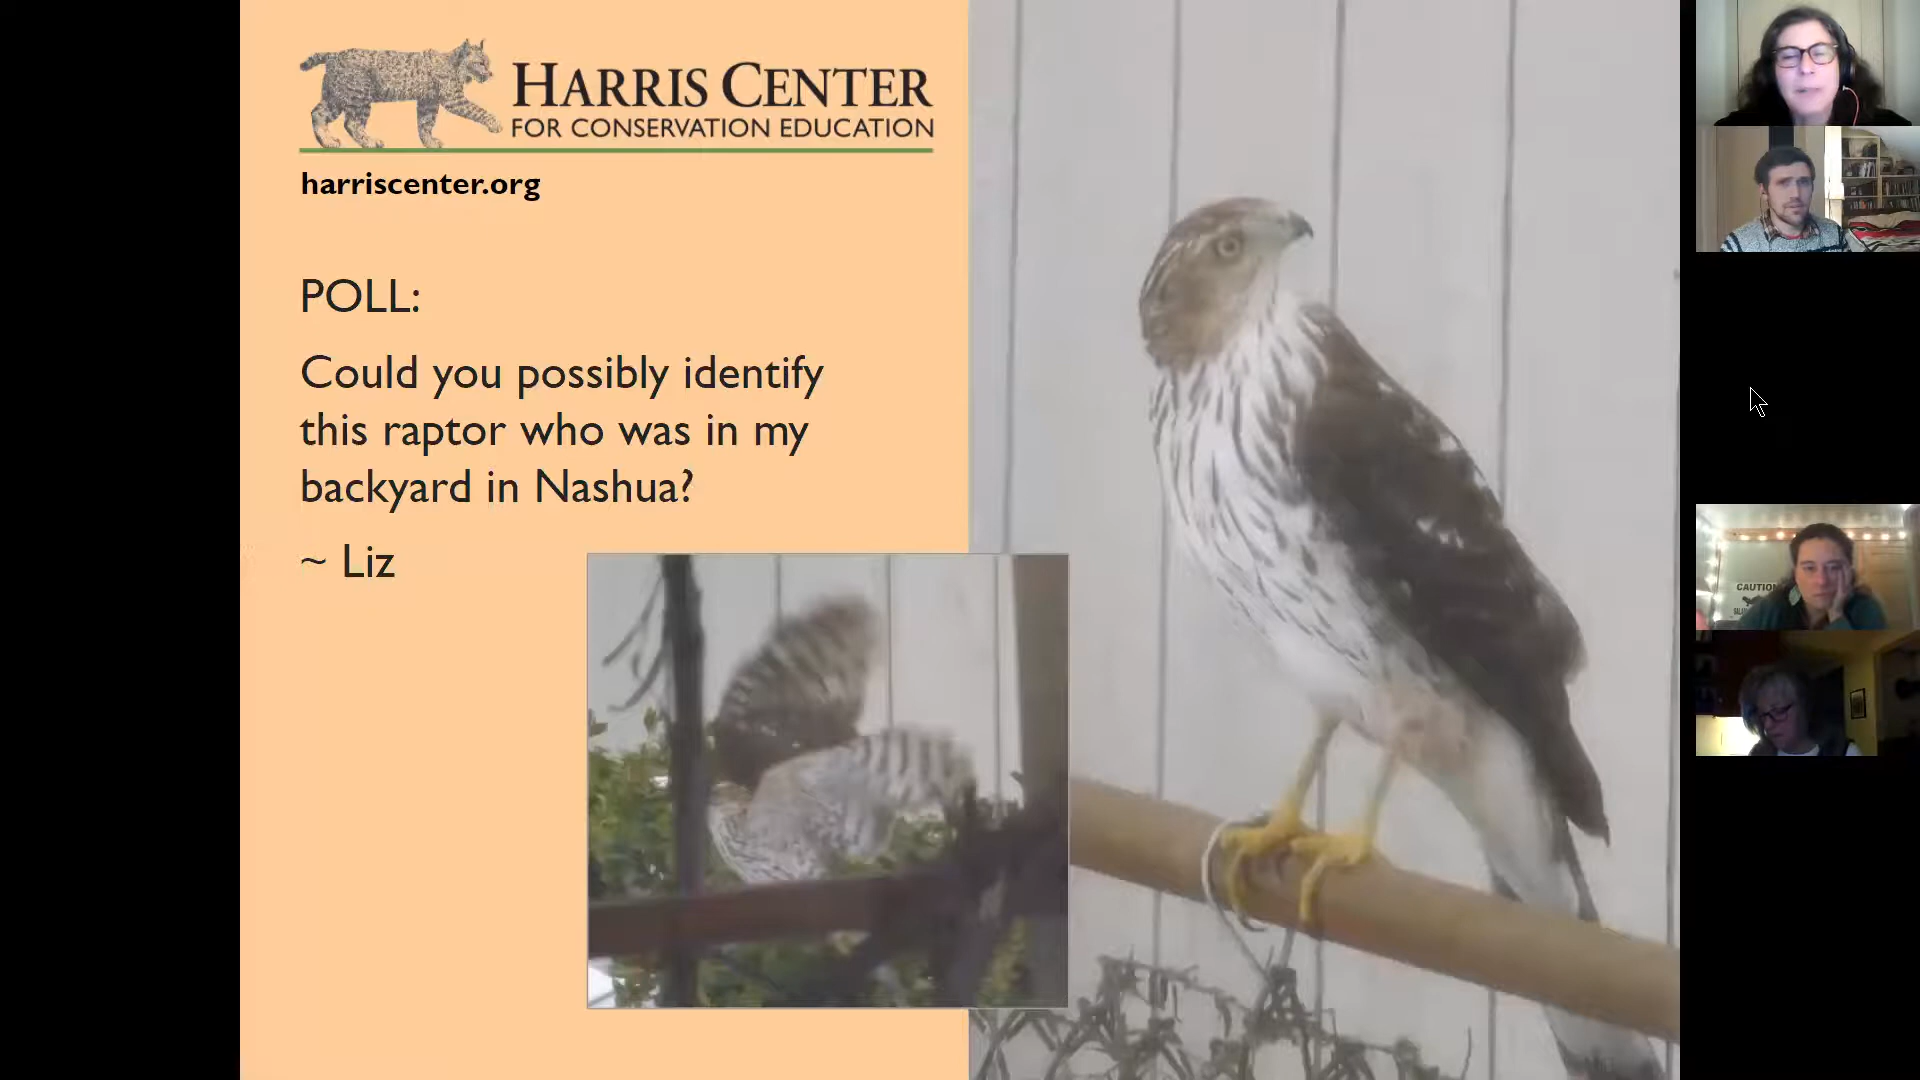 HARRIS CENTER
FOR CONSERVATION EDUCATION
harriscenter.org
POLL:
Could you possibly identify
this raptor who was in my
backyard in Nashua?
~ Liz
CAUTION